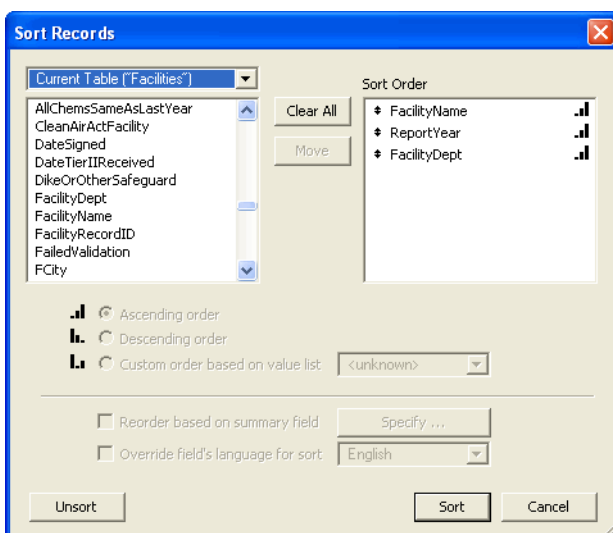 Sort Records
Current Table ("Facilities")
Sort Order
AllChemsSameAsLastYear
CleanAirActFacility
DateSigned
DateTierIIReceived
DikeOrOtherSafeguard
FacilityDept
FacilityName
FacilityRecordID
FailedValidation
FCity
Clear All
Move
FacilityName
ReportYear
FacilityDept
Ascending order
Descending order
Custom order based on value list
<unknown>
Reorder based on summary field
Specify ...
Override field's language for sort
English
Unsort
Sort
Cancel